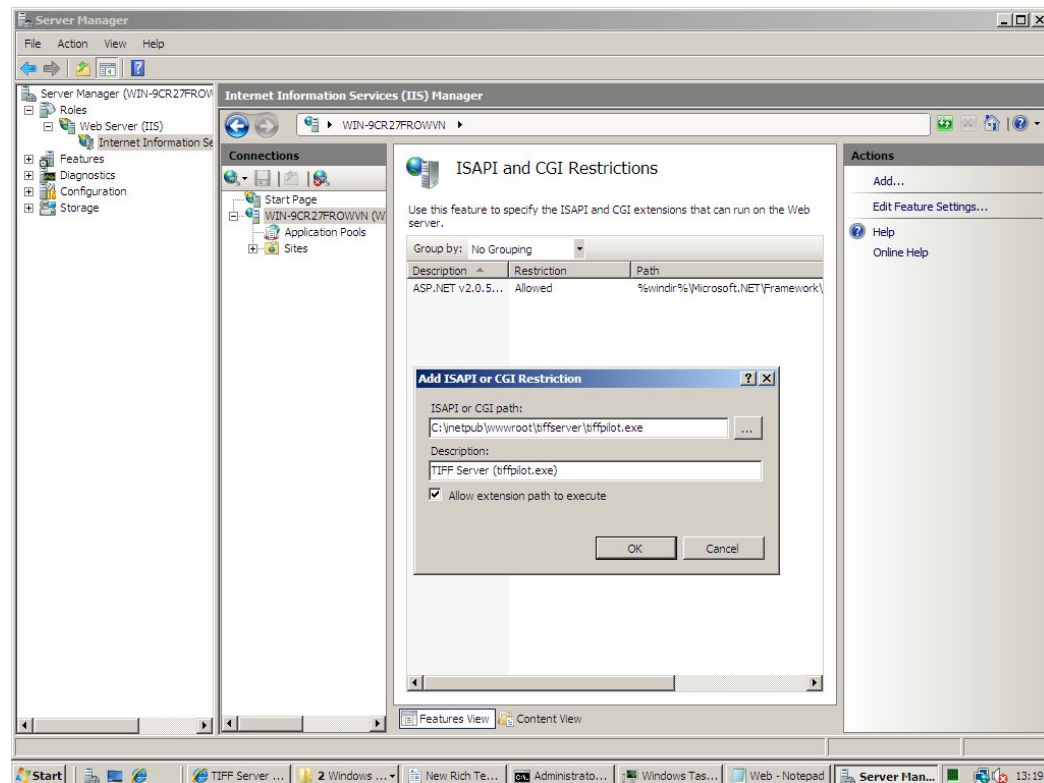 Server Manager
File Action View Help
Server Manager (WIN-9CR27FROW
Roles
Web Server (IIS)
Internet Information Se
Features
Diagnostics
Configuration
Storage
Internet Information Services (IIS) Manager
WIN-9CR27FROWVN
Connections
Start Page
WIN-9CR27FROWVN (W
Application Pools
Sites
ISAPI and CGI Restrictions
Use this feature to specify the ISAPI and CGI extensions that can run on the Web
server.
Group by: No Grouping
Description Restriction Path
ASP.NET v2.0.5... Allowed %windir%\Microsoft.NET\Framework\
Add ISAPI or CGI Restriction
ISAPI or CGI path:
C:\inetpub\wwwroot\tiffserver\tiffpilot.exe
...
Description:
TIFF Server (tiffpilot.exe)
Allow extension path to execute
OK Cancel
Features View Content View
Actions
Add...
Edit Feature Settings...
Help
Online Help
Start TIFF Server ... 2 Windows ... New Rich Te... Administrato... Windows Tas... Web - Notepad Server Man... 13:19